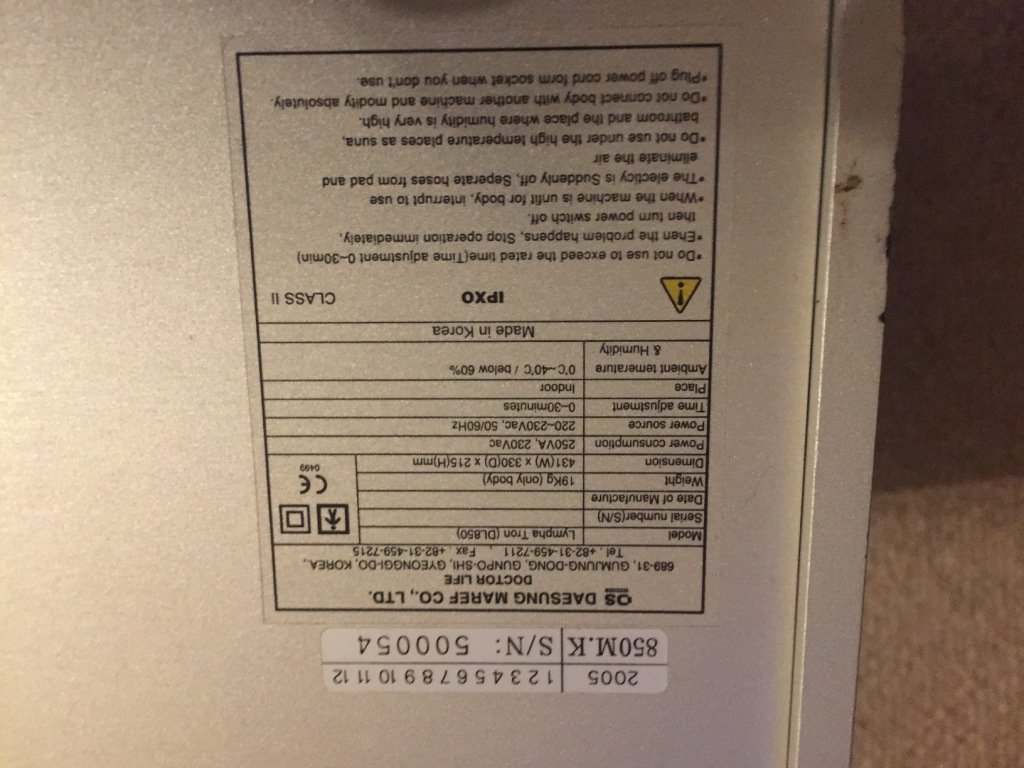 2005 1 2 3 4 5 6 7 8 9 10 11 12
850M.K S/N: 500054
DS DAESUNG MAREF CO., LTD.
DOCTOR LIFE
689-31, GUMJUNG-DONG, GUNPO-SHI, GYEONGGI-DO, KOREA.,
Tel. +82-31-459-7211 , Fax. +82-31-459-7215
Model Lympha Tron (DL850)
Serial number(S/N)
Date of Manufacture
Weight 19Kg (only body)
CE
0499
Dimension 431(W) x 330(D) x 215(H)mm
Power consumption 250VA, 230Vac
Power source 220~230Vac, 50/60Hz
Time adjustment 0~30minutes
Place Indoor
Ambient temerature 0°C~40°C / below 60%
& Humidity
Made in Korea
IPXO CLASS II
*Do not use to exceed the rated time(Time adjustment 0~30min)
*Ehen the problem happens, Stop operation immediately,
then turn power switch off.
*When the machine is unfit for body, interrupt to use
*The electicley is Suddenly off, Seperate hoses from pad and
eliminate the air
*Do not use under the high temperature places as suna,
bathroom and the place where humidity is very high.
*Do not connect body with another machine and modity absolutely.
*Plug off power cord form socket when you don't use.